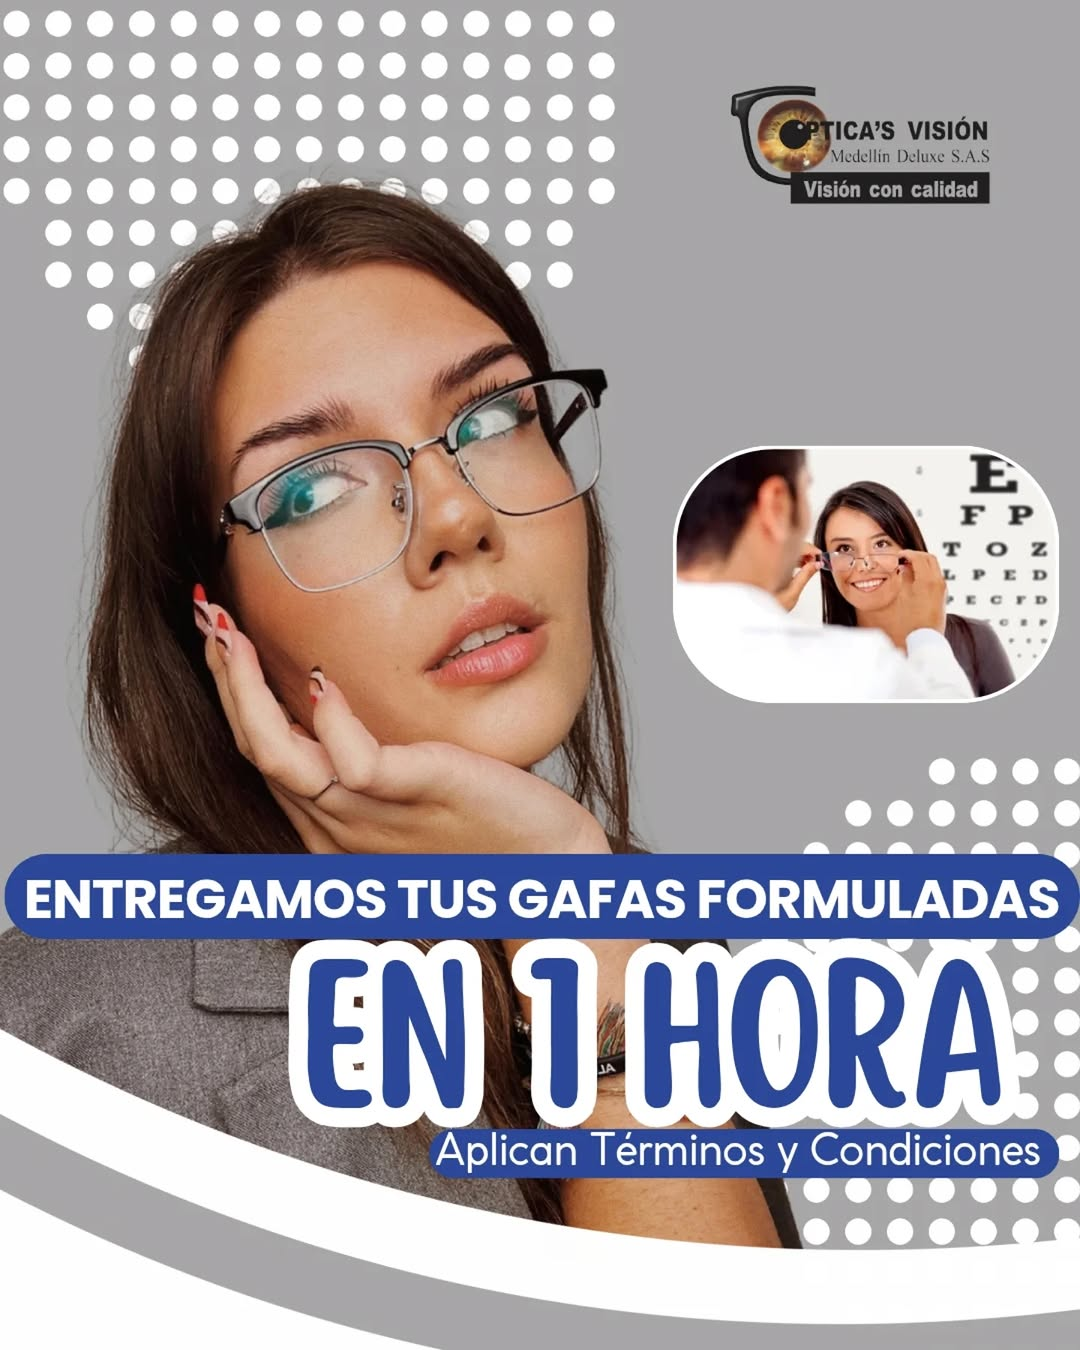 ÓPTICA'S VISIÓN
Medellín Deluxe S.A.S
Visión con calidad
E
F P
T O Z
L P E D
P E C F D
ENTREGAMOS TUS GAFAS FORMULADAS
EN 1 HORA
Aplican Términos y Condiciones